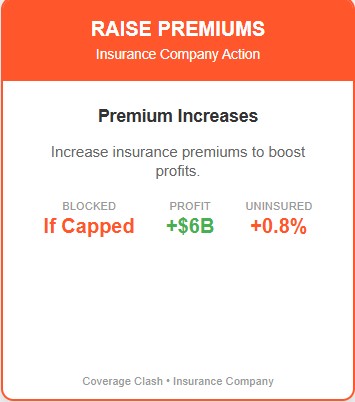 RAISE PREMIUMS
Insurance Company Action
Premium Increases
Increase insurance premiums to boost
profits.
BLOCKED PROFIT UNINSURED
If Capped +$6B +0.8%
Coverage Clash • Insurance Company